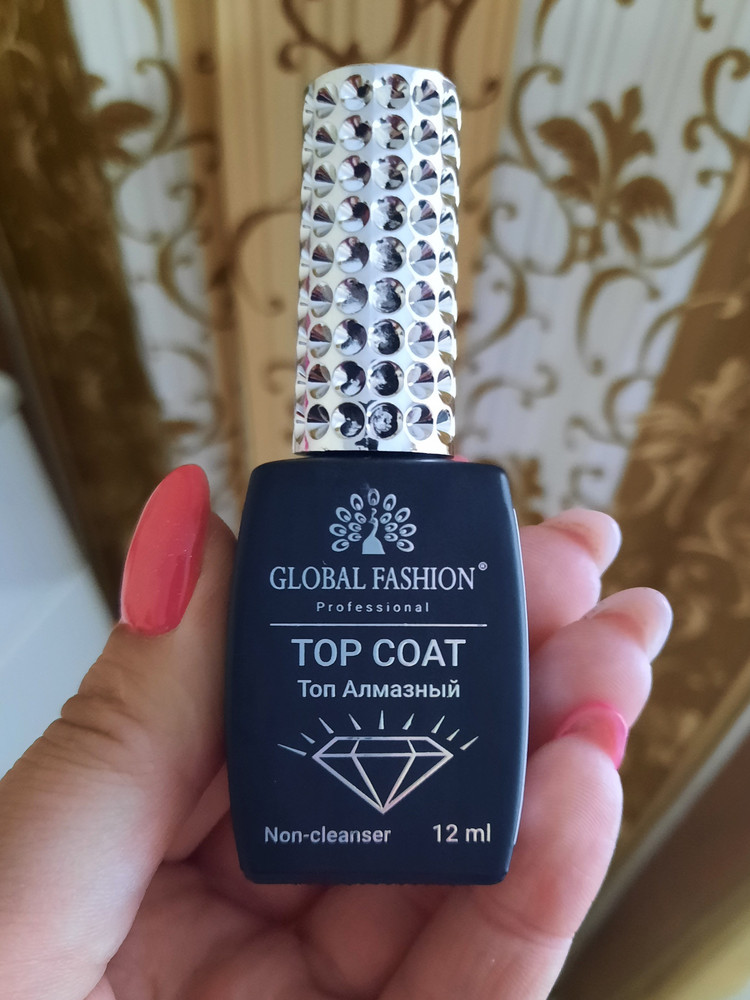 GLOBAL FASHION®
Professional
TOP COAT
Топ Алмазный
Non-cleanser 12 ml